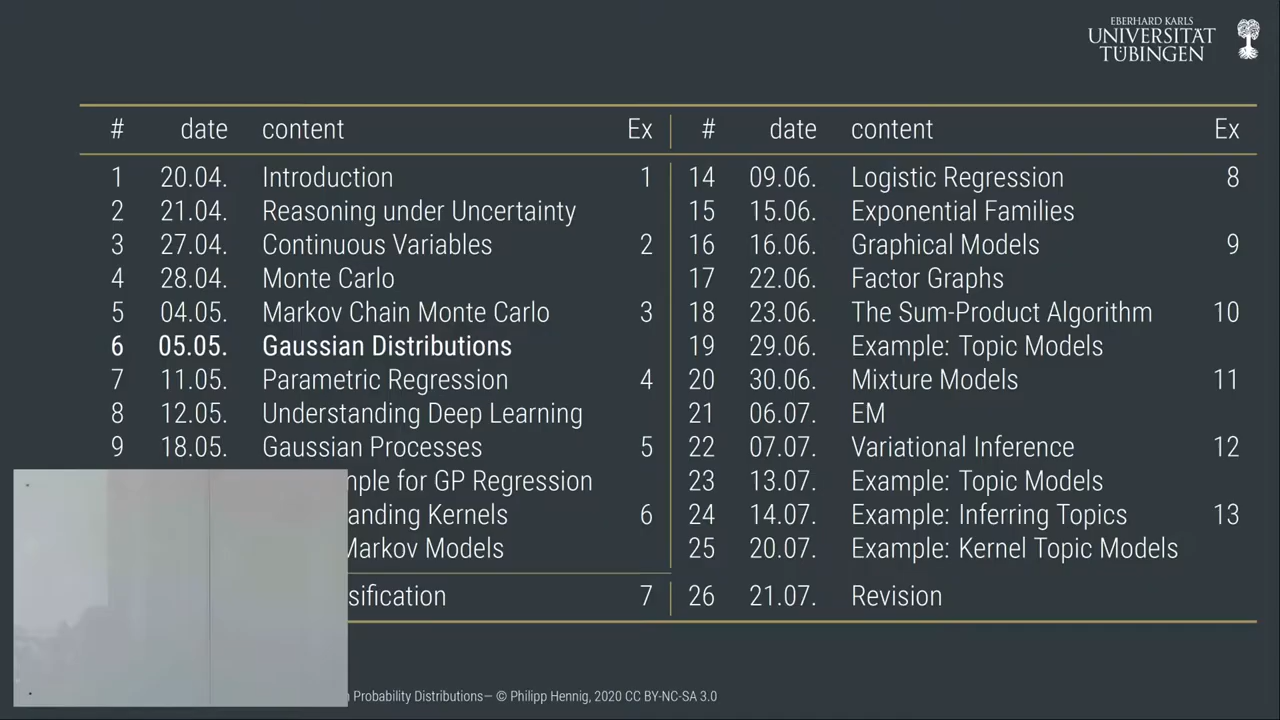 EBERHARD KARLS
UNIVERSITÄT
TÜBINGEN
# date content Ex
1 20.04. Introduction 1
2 21.04. Reasoning under Uncertainty
3 27.04. Continuous Variables 2
4 28.04. Monte Carlo
5 04.05. Markov Chain Monte Carlo 3
6 05.05. Gaussian Distributions
7 11.05. Parametric Regression 4
8 12.05. Understanding Deep Learning
9 18.05. Gaussian Processes 5
mple for GP Regression
anding Kernels 6
Markov Models
sification 7
# date content Ex
14 09.06. Logistic Regression 8
15 15.06. Exponential Families
16 16.06. Graphical Models 9
17 22.06. Factor Graphs
18 23.06. The Sum-Product Algorithm 10
19 29.06. Example: Topic Models
20 30.06. Mixture Models 11
21 06.07. EM
22 07.07. Variational Inference 12
23 13.07. Example: Topic Models
24 14.07. Example: Inferring Topics 13
25 20.07. Example: Kernel Topic Models
26 21.07. Revision
Probability Distributions— © Philipp Hennig, 2020 CC BY-NC-SA 3.0